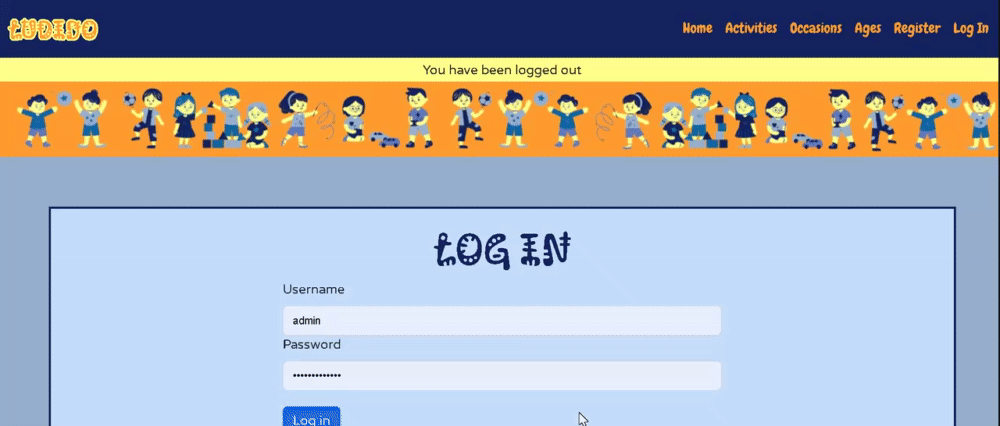 LUDIDO
Home Activities Occasions Ages Register Log In
You have been logged out
LOG IN
Username
admin
Password
•••••••••••••
Log in